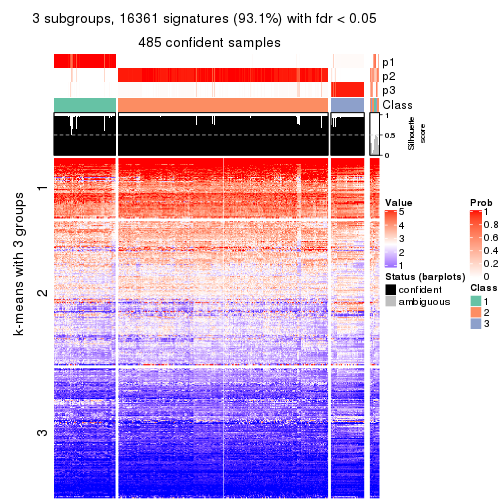 3 subgroups, 16361 signatures (93.1%) with fdr < 0.05
485 confident samples
p1
p2
p3
Class
1
0.5
0
Silhouette
score
k-means with 3 groups
1
2
3
Value
5
4
3
2
1
Status (barplots)
confident
ambiguous
Prob
1
0.8
0.6
0.4
0.2
0
Class
1
2
3